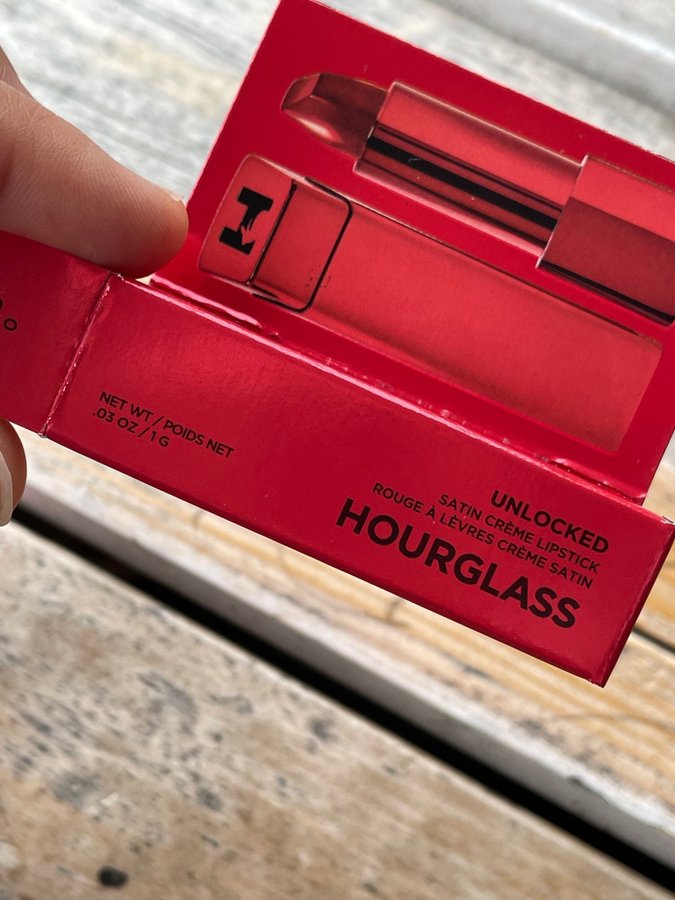 NET WT / POIDS NET
.03 OZ / 1 G
UNLOCKED
SATIN CRÈME LIPSTICK
ROUGE À LÈVRES CRÈME SATIN
HOURGLASS